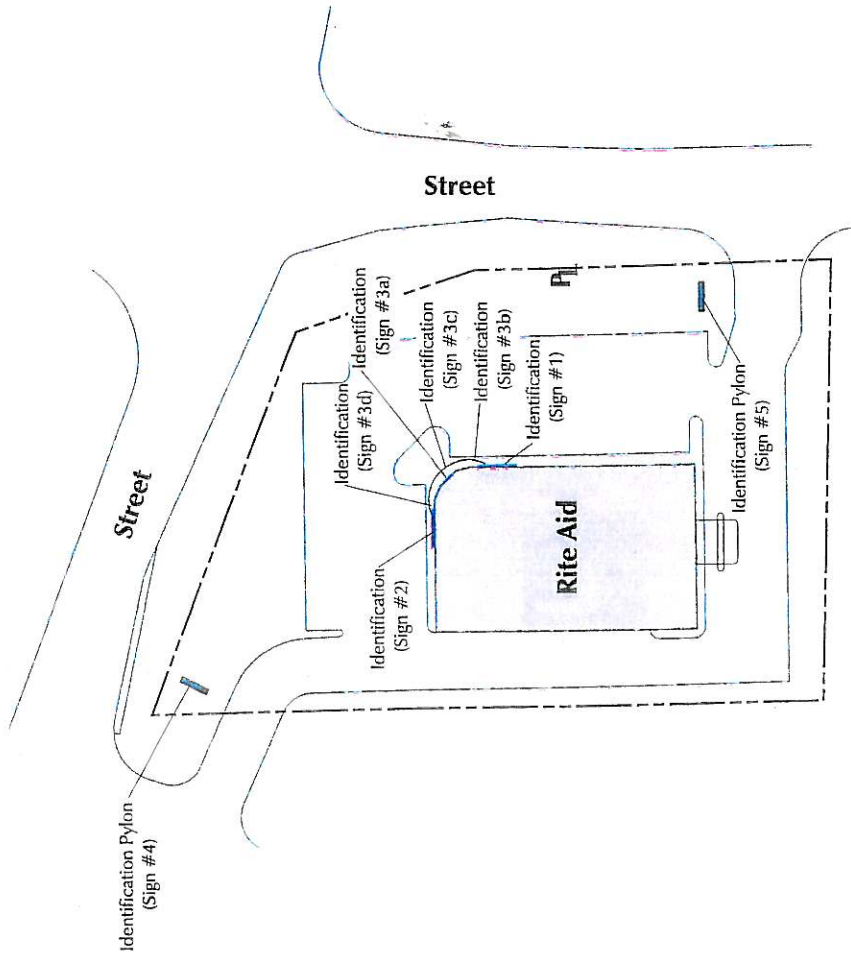 Street
Street
Identification
(Sign #3a)
Identification
(Sign #3c)
Identification
(Sign #3b)
Identification
(Sign #1)
Identification
(Sign #3d)
PL
Identification
(Sign #2)
Rite Aid
Identification Pylon
(Sign #5)
Identification Pylon
(Sign #4)